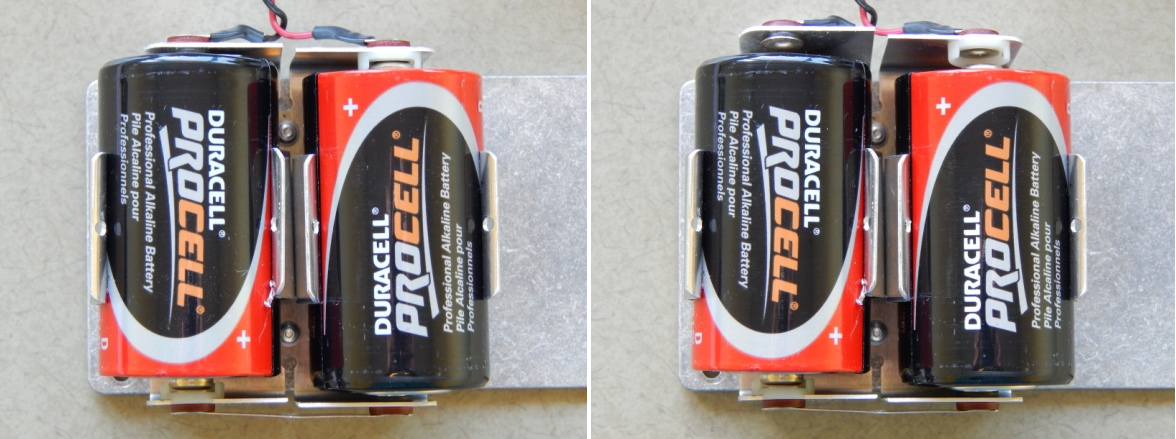 DURACELL®
PROCELL®
Professional Alkaline Battery
Pile Alcaline pour
Professionnels
+
D
+
DURACELL®
PROCELL®
Professional Alkaline Battery
Pile Alcaline pour
Professionnels
DURACELL®
PROCELL®
Professional Alkaline Battery
Pile Alcaline pour
Professionnels
+
D
+
DURACELL®
PROCELL®
Professional Alkaline Battery
Pile Alcaline pour
Professionnels